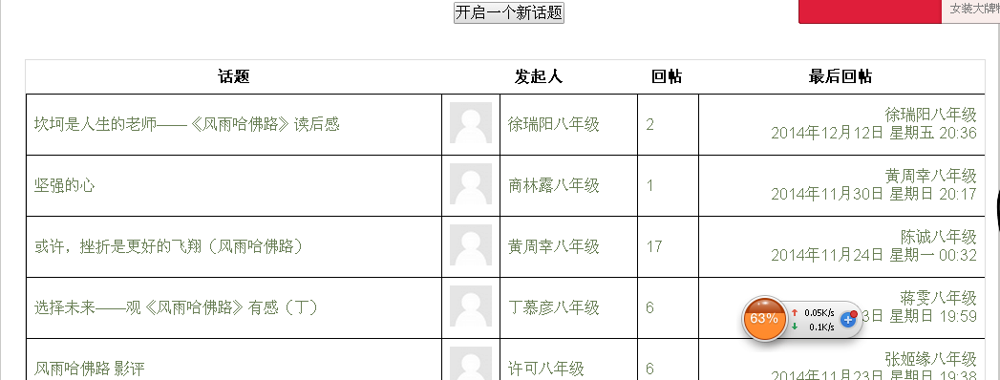 开启一个新话题
女装大牌
话题 发起人 回帖 最后回帖
坎坷是人生的老师——《风雨哈佛路》读后感 徐瑞阳八年级 2 徐瑞阳八年级
2014年12月12日 星期五 20:36
坚强的心 商林露八年级 1 黄周幸八年级
2014年11月30日 星期日 20:17
或许，挫折是更好的飞翔（风雨哈佛路） 黄周幸八年级 17 陈诚八年级
2014年11月24日 星期一 00:32
选择未来——观《风雨哈佛路》有感（丁） 丁慕彦八年级 6 蒋雯八年级
3日 星期日 19:59
63% 0.05K/s
0.1K/s
风雨哈佛路 影评 许可八年级 6 张姬缘八年级
2014年11月23日 星期日 19:38